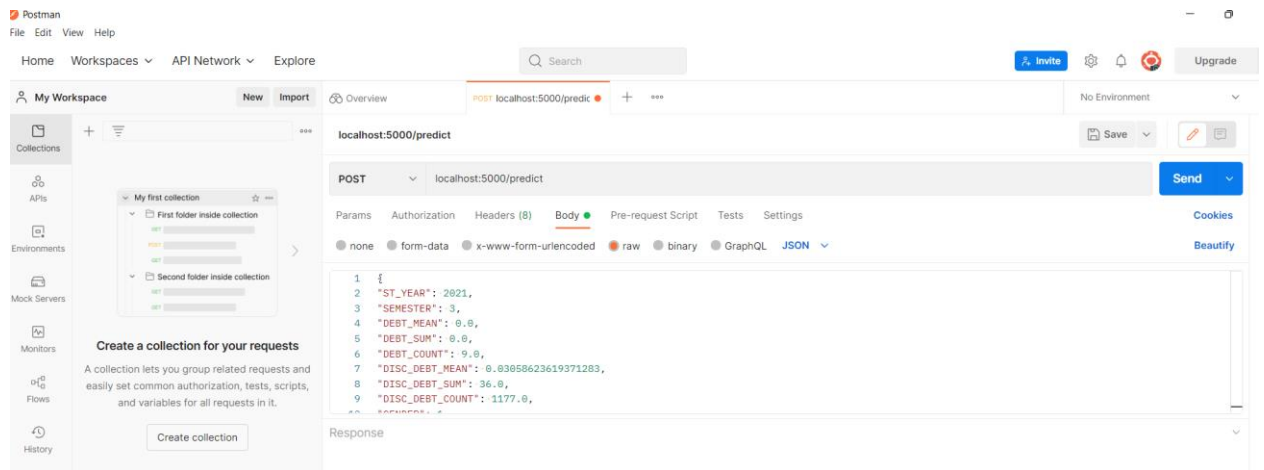 Postman
File Edit View Help
Home Workspaces API Network Explore Search Invite Upgrade
My Workspace New Import Overview POST localhost:5000/predic No Environment
Collections
APIs
Environments
Mock Servers
Monitors
Flows
History
My first collection
First folder inside collection
GET
POST
GET
Second folder inside collection
GET
GET
Create a collection for your requests
A collection lets you group related requests and
easily set common authorization, tests, scripts,
and variables for all requests in it.
Create collection
localhost:5000/predict Save
POST localhost:5000/predict Send
Params Authorization Headers (8) Body Pre-request Script Tests Settings Cookies
none form-data x-www-form-urlencoded raw binary GraphQL JSON Beautify
1 {
2 "ST_YEAR": 2021,
3 "SEMESTER": 3,
4 "DEBT_MEAN": 0.0,
5 "DEBT_SUM": 0.0,
6 "DEBT_COUNT": 9.0,
7 "DISC_DEBT_MEAN": 0.03058623619371283,
8 "DISC_DEBT_SUM": 36.0,
9 "DISC_DEBT_COUNT": 1177.0,
Response